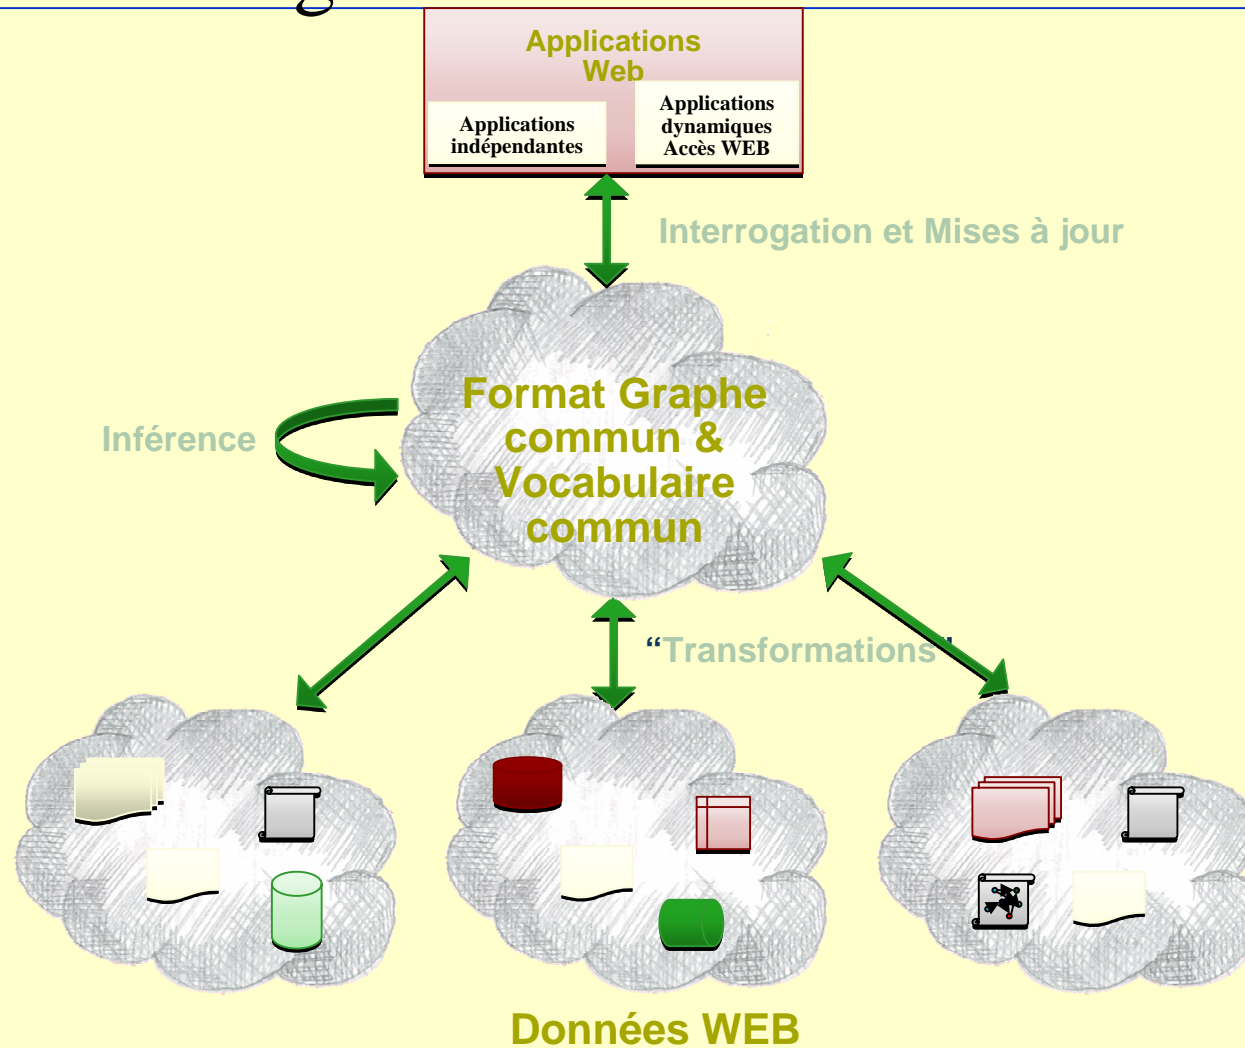 Applications
Web
Applications
indépendantes
Applications
dynamiques
Accès WEB
Interrogation et Mises à jour
Format Graphe
commun &
Vocabulaire
commun
Inférence
“Transformations”
Données WEB